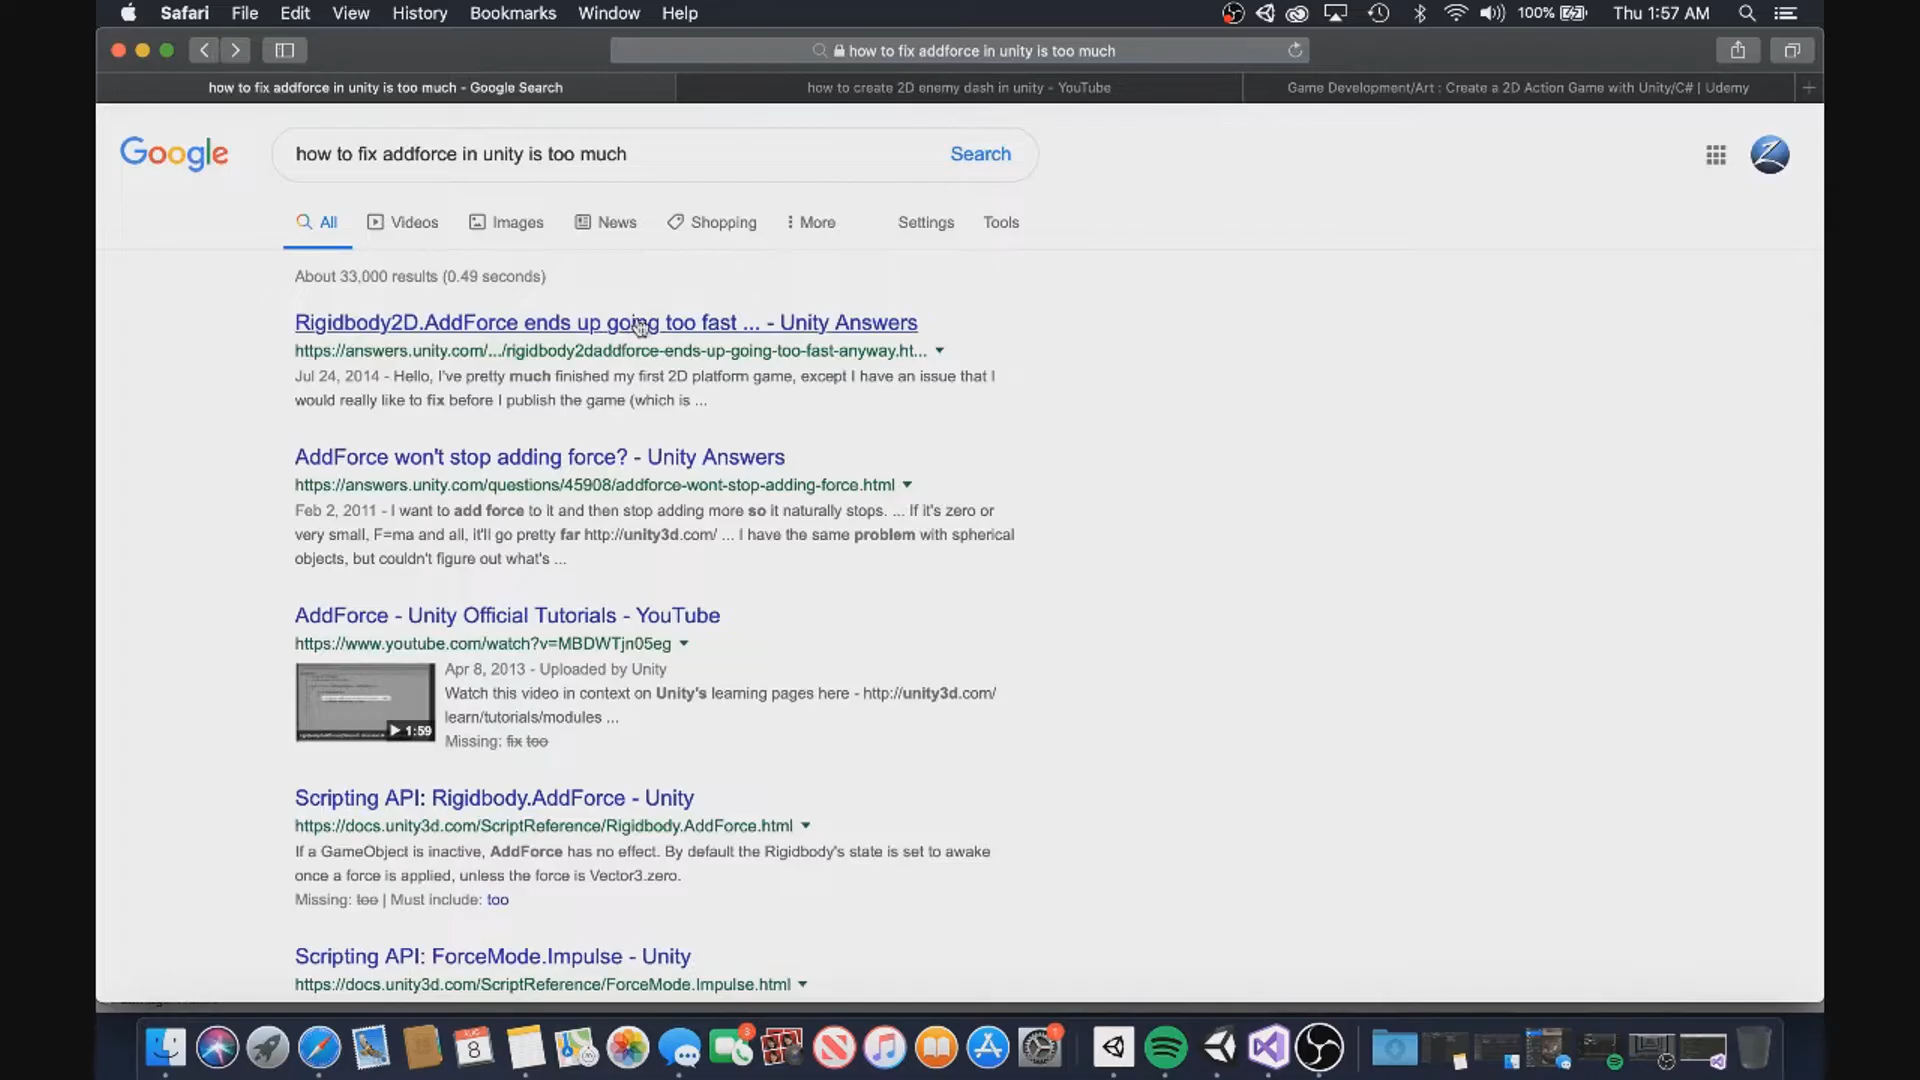 Safari File Edit View History Bookmarks Window Help 100% Thu 1:57 AM
how to fix addforce in unity is too much
how to fix addforce in unity is too much - Google Search
how to create 2D enemy dash in unity - YouTube
Game Development/Art : Create a 2D Action Game with Unity/C# | Udemy
Google
how to fix addforce in unity is too much
Search
All Videos Images News Shopping More Settings Tools
About 33,000 results (0.49 seconds)
Rigidbody2D.AddForce ends up going too fast ... - Unity Answers
https://answers.unity.com/.../rigidbody2daddforce-ends-up-going-too-fast-anyway.ht...
Jul 24, 2014 - Hello, I've pretty much finished my first 2D platform game, except I have an issue that I
would really like to fix before I publish the game (which is ...
AddForce won't stop adding force? - Unity Answers
https://answers.unity.com/questions/45908/addforce-wont-stop-adding-force.html
Feb 2, 2011 - I want to add force to it and then stop adding more so it naturally stops. ... If it's zero or
very small, F=ma and all, it'll go pretty far http://unity3d.com/ ... I have the same problem with spherical
objects, but couldn't figure out what's ...
AddForce - Unity Official Tutorials - YouTube
https://www.youtube.com/watch?v=MBDWTjn05eg
1:59
Apr 8, 2013 - Uploaded by Unity
Watch this video in context on Unity's learning pages here - http://unity3d.com/
learn/tutorials/modules ...
Missing: fix too
Scripting API: Rigidbody.AddForce - Unity
https://docs.unity3d.com/ScriptReference/Rigidbody.AddForce.html
If a GameObject is inactive, AddForce has no effect. By default the Rigidbody's state is set to awake
once a force is applied, unless the force is Vector3.zero.
Missing: too | Must include: too
Scripting API: ForceMode.Impulse - Unity
https://docs.unity3d.com/ScriptReference/ForceMode.Impulse.html
AUG
8
3
1